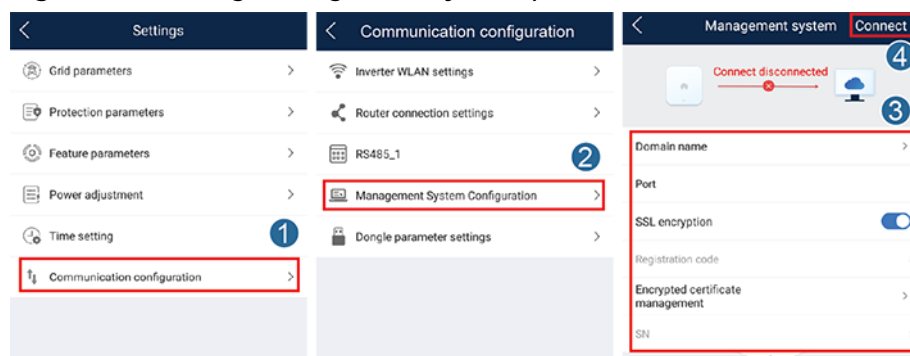 Settings
Grid parameters
Protection parameters
Feature parameters
Power adjustment
Time setting
1
Communication configuration
Communication configuration
Inverter WLAN settings
Router connection settings
RS485_1
2
Management System Configuration
Dongle parameter settings
Management system
Connect
4
Connect disconnected
3
Domain name
Port
SSL encryption
Registration code
Encrypted certificate
management
SN